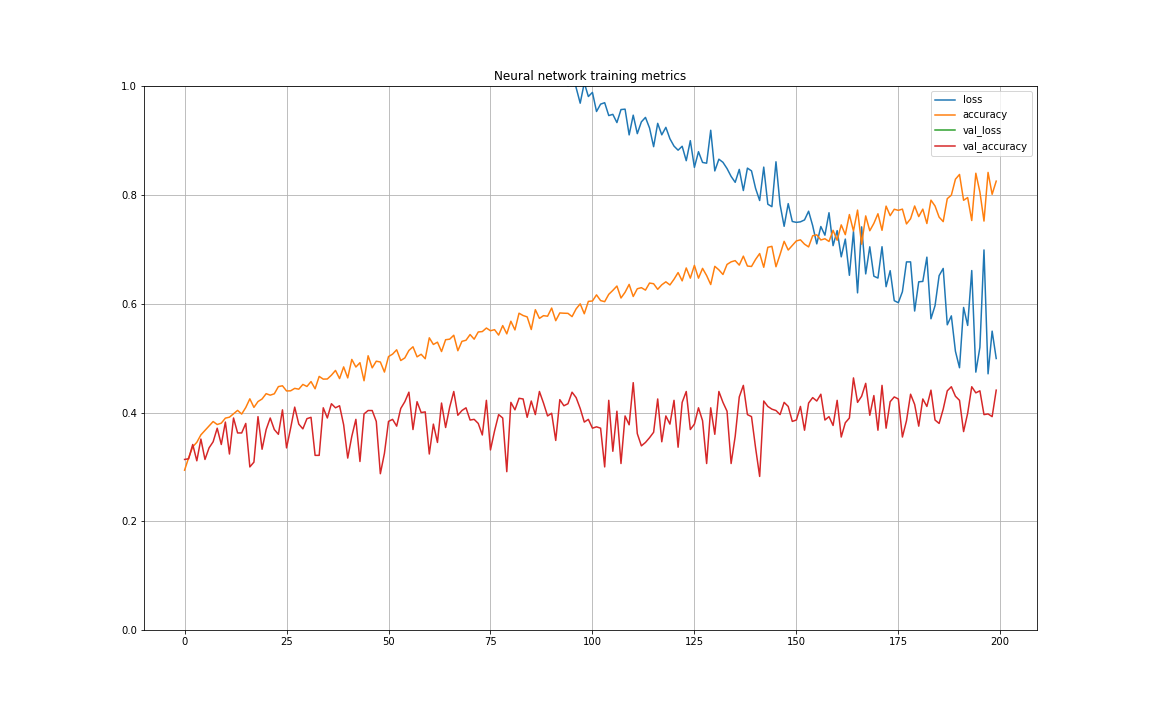 Neural network training metrics
1.0
0.8
0.6
0.4
0.2
0.0
0 25 50 75 100 125 150 175 200
loss
accuracy
val_loss
val_accuracy